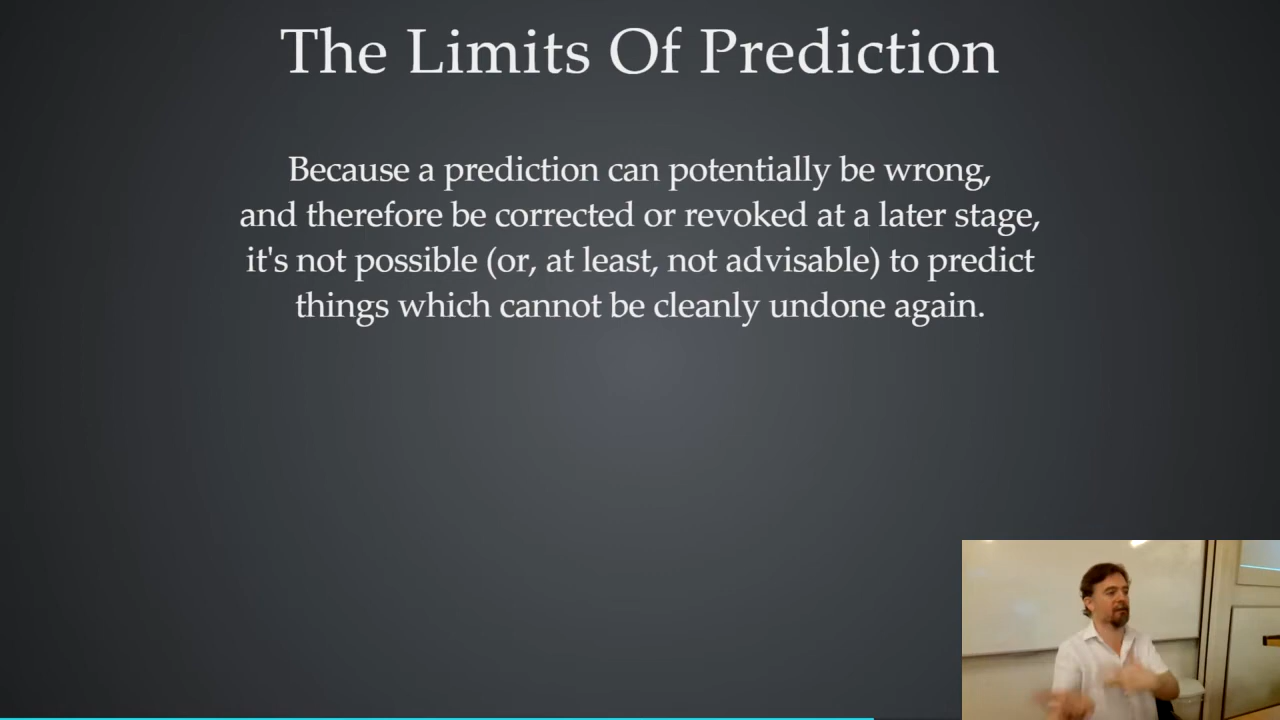 The Limits Of Prediction
Because a prediction can potentially be wrong,
and therefore be corrected or revoked at a later stage,
it's not possible (or, at least, not advisable) to predict
things which cannot be cleanly undone again.